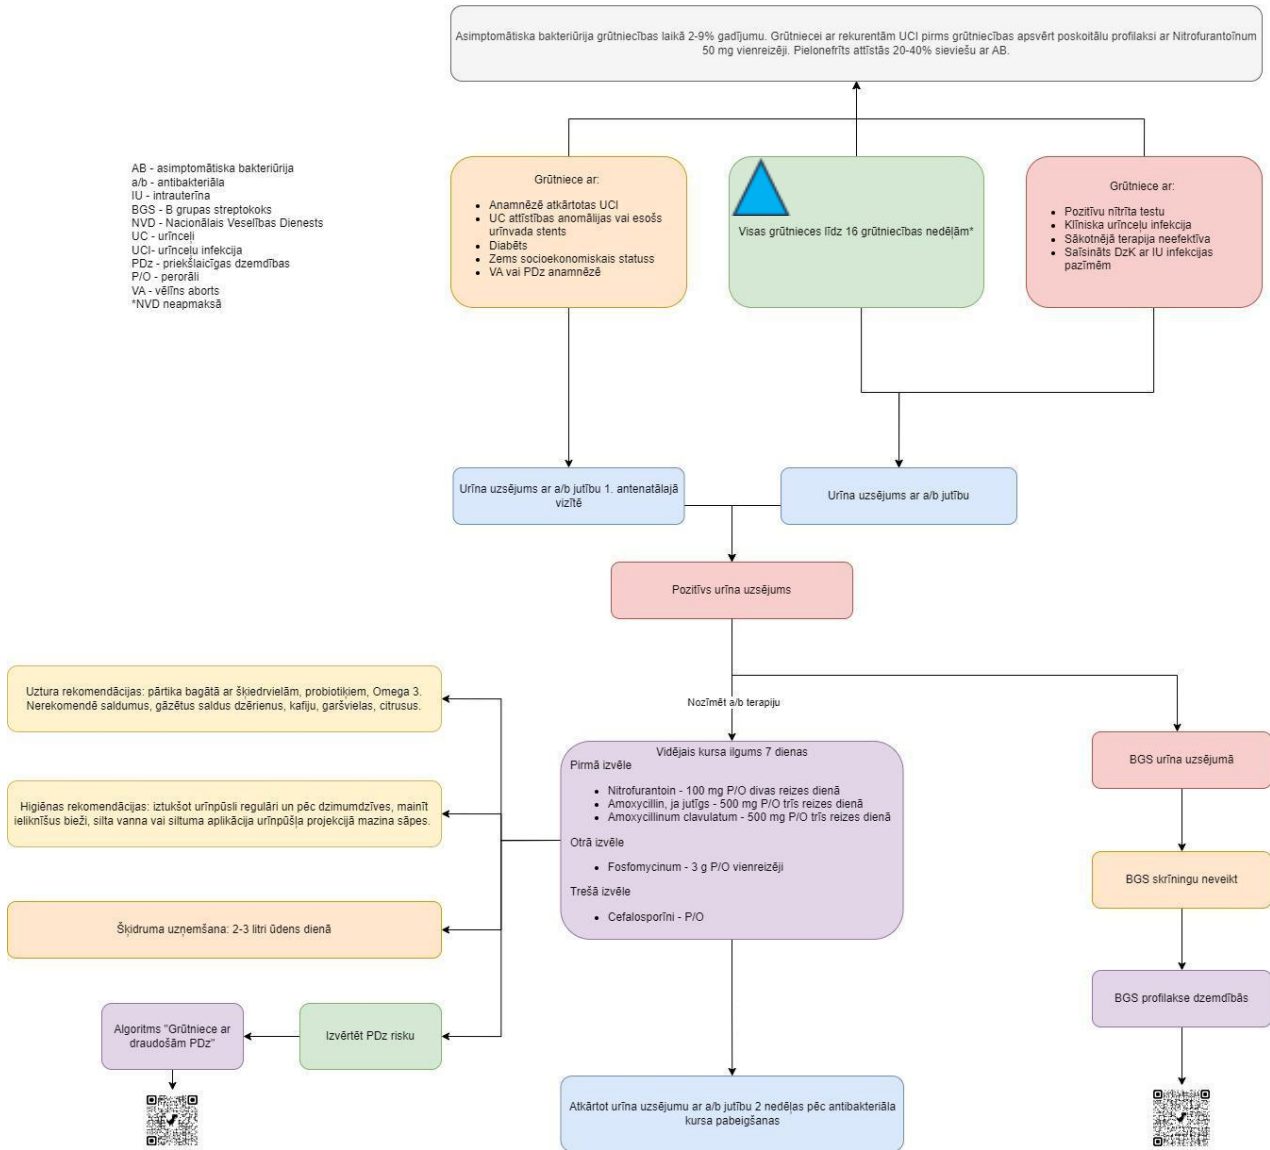 Asimptomātiska bakteriūrija grūtniecības laikā 2-9% gadījumu. Grūtniecei ar rekurentām UCI pirms grūtniecības apsvērt poskoitālu profilaksi ar Nitrofurantoīnum
50 mg vienreizēji. Pielonefrīts attīstās 20-40% sieviešu ar AB.
AB - asimptomātiska bakteriūrija
a/b - antibakteriāla
IU - intrauterīna
BGS - B grupas streptokoks
NVD - Nacionālais Veselības Dienests
UC - urīnceļi
UCI- urīnceļu infekcija
PDz - priekšlaicīgas dzemdības
P/O - perorāli
VA - vēlīns aborts
*NVD neapmaksā
Grūtniece ar:
• Anamnēzē atkārtotas UCI
• UC attīstības anomālijas vai esošs
urīnvada stents
• Diabēts
• Zems socioekonomiskais statuss
• VA vai PDz anamnēzē
Visas grūtnieces līdz 16 grūtniecības nedēļām*
Grūtniece ar:
• Pozitīvu nitrīta testu
• Klīniska urīnceļu infekcija
• Sākotnējā terapija neefektīva
• Saīsināts DzK ar IU infekcijas
pazīmēm
Urīna uzsējums ar a/b jutību 1. antenatālajā
vizītē
Urīna uzsējums ar a/b jutību
Pozitīvs urīna uzsējums
Nozīmēt a/b terapiju
Uztura rekomendācijas: pārtika bagātā ar šķiedrvielām, probiotiķiem, Omega 3.
Nerekomendē saldumus, gāzētus saldus dzērienus, kafiju, garšvielas, citrusus.
Higiēnas rekomendācijas: iztukšot urīnpūsli regulāri un pēc dzimumdzīves, mainīt
ieliknīšus bieži, silta vanna vai siltuma aplikācija urīnpūšļa projekcijā mazina sāpes.
Šķidruma uzņemšana: 2-3 litri ūdens dienā
Izvērtēt PDz risku
Algoritms "Grūtniece ar
draudošām PDz"
Vidējais kursa ilgums 7 dienas
Pirmā izvēle
• Nitrofurantoin - 100 mg P/O divas reizes dienā
• Amoxycillin, ja jutīgs - 500 mg P/O trīs reizes dienā
• Amoxycillinum clavulatum - 500 mg P/O trīs reizes dienā
Otrā izvēle
• Fosfomycinum - 3 g P/O vienreizēji
Trešā izvēle
• Cefalosporīni - P/O
Atkārtot urīna uzsējumu ar a/b jutību 2 nedēļas pēc antibakteriāla
kursa pabeigšanas
BGS urīna uzsējumā
BGS skrīningu neveikt
BGS profilakse dzemdībās